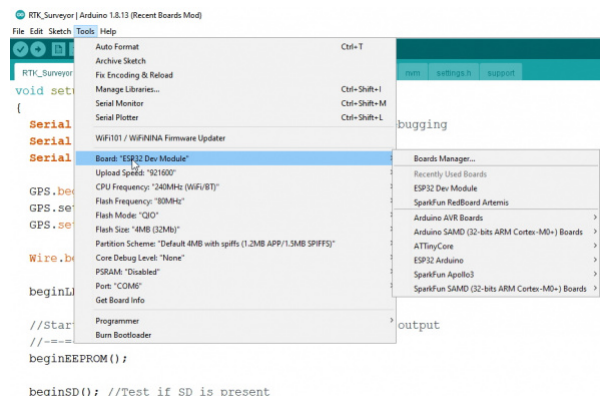 RTK_Surveyor | Arduino 1.8.13 (Recent Boards Mod)
File Edit Sketch Tools Help
RTK_Surveyor
nvm settings.h support
Auto Format Ctrl+T
Archive Sketch
Fix Encoding & Reload
Manage Libraries... Ctrl+Shift+I
Serial Monitor Ctrl+Shift+M
Serial Plotter Ctrl+Shift+L
WiFi101 / WiFiNINA Firmware Updater
Board: "ESP32 Dev Module"
Upload Speed: "921600"
CPU Frequency: "240MHz (WiFi/BT)"
Flash Frequency: "80MHz"
Flash Mode: "QIO"
Flash Size: "4MB (32Mb)"
Partition Scheme: "Default 4MB with spiffs (1.2MB APP/1.5MB SPIFFS)"
Core Debug Level: "None"
PSRAM: "Disabled"
Port: "COM6"
Get Board Info
Programmer
Burn Bootloader
Boards Manager...
Recently Used Boards
ESP32 Dev Module
SparkFun RedBoard Artemis
Arduino AVR Boards
Arduino SAMD (32-bits ARM Cortex-M0+) Boards
ATTinyCore
ESP32 Arduino
SparkFun Apollo3
SparkFun SAMD (32-bits ARM Cortex-M0+) Boards
void setu
{
Serial bugging
Serial
Serial
GPS.beg
GPS.set
GPS.set
Wire.be
beginLE
//Start output
//-=-=
beginEEPROM();
beginSD(); //Test if SD is present